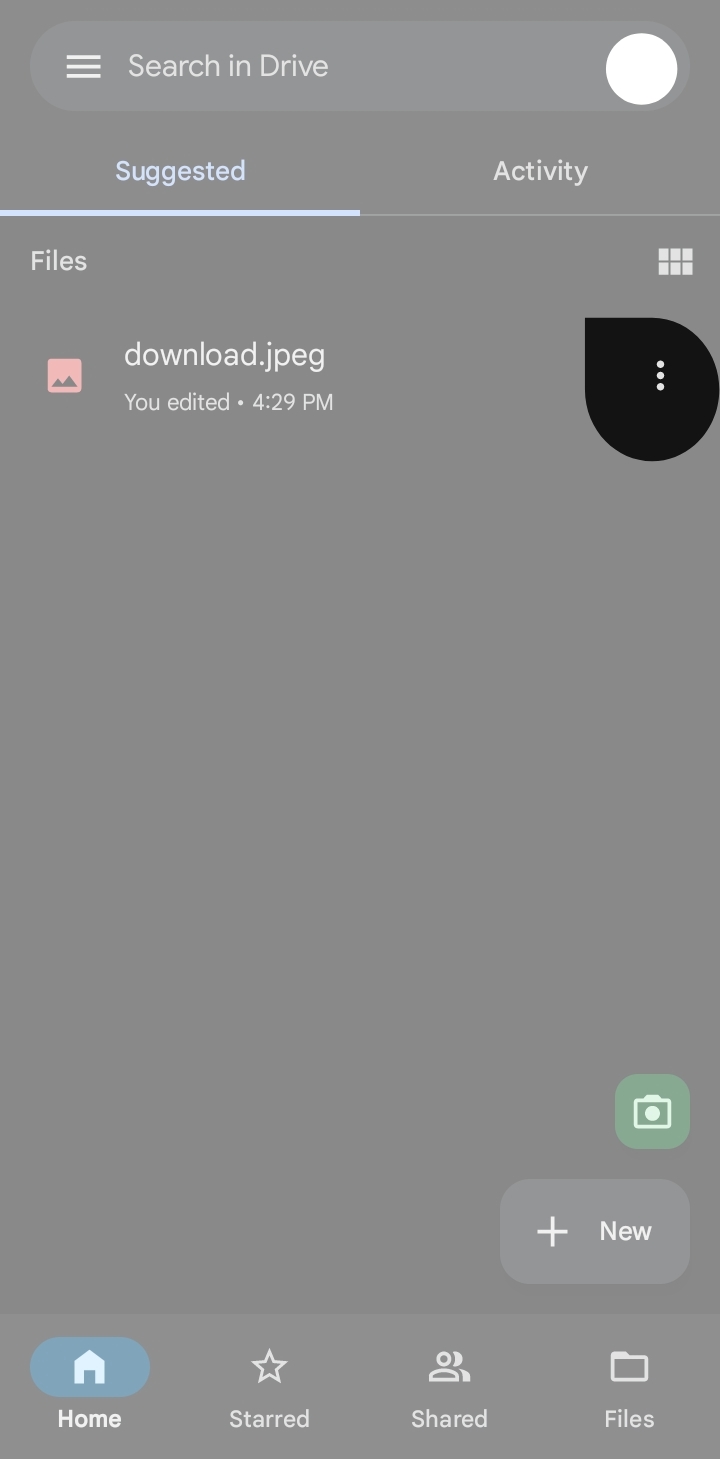 Search in Drive
Suggested
Activity
Files
download.jpeg
You edited • 4:29 PM
New
Home
Starred
Shared
Files